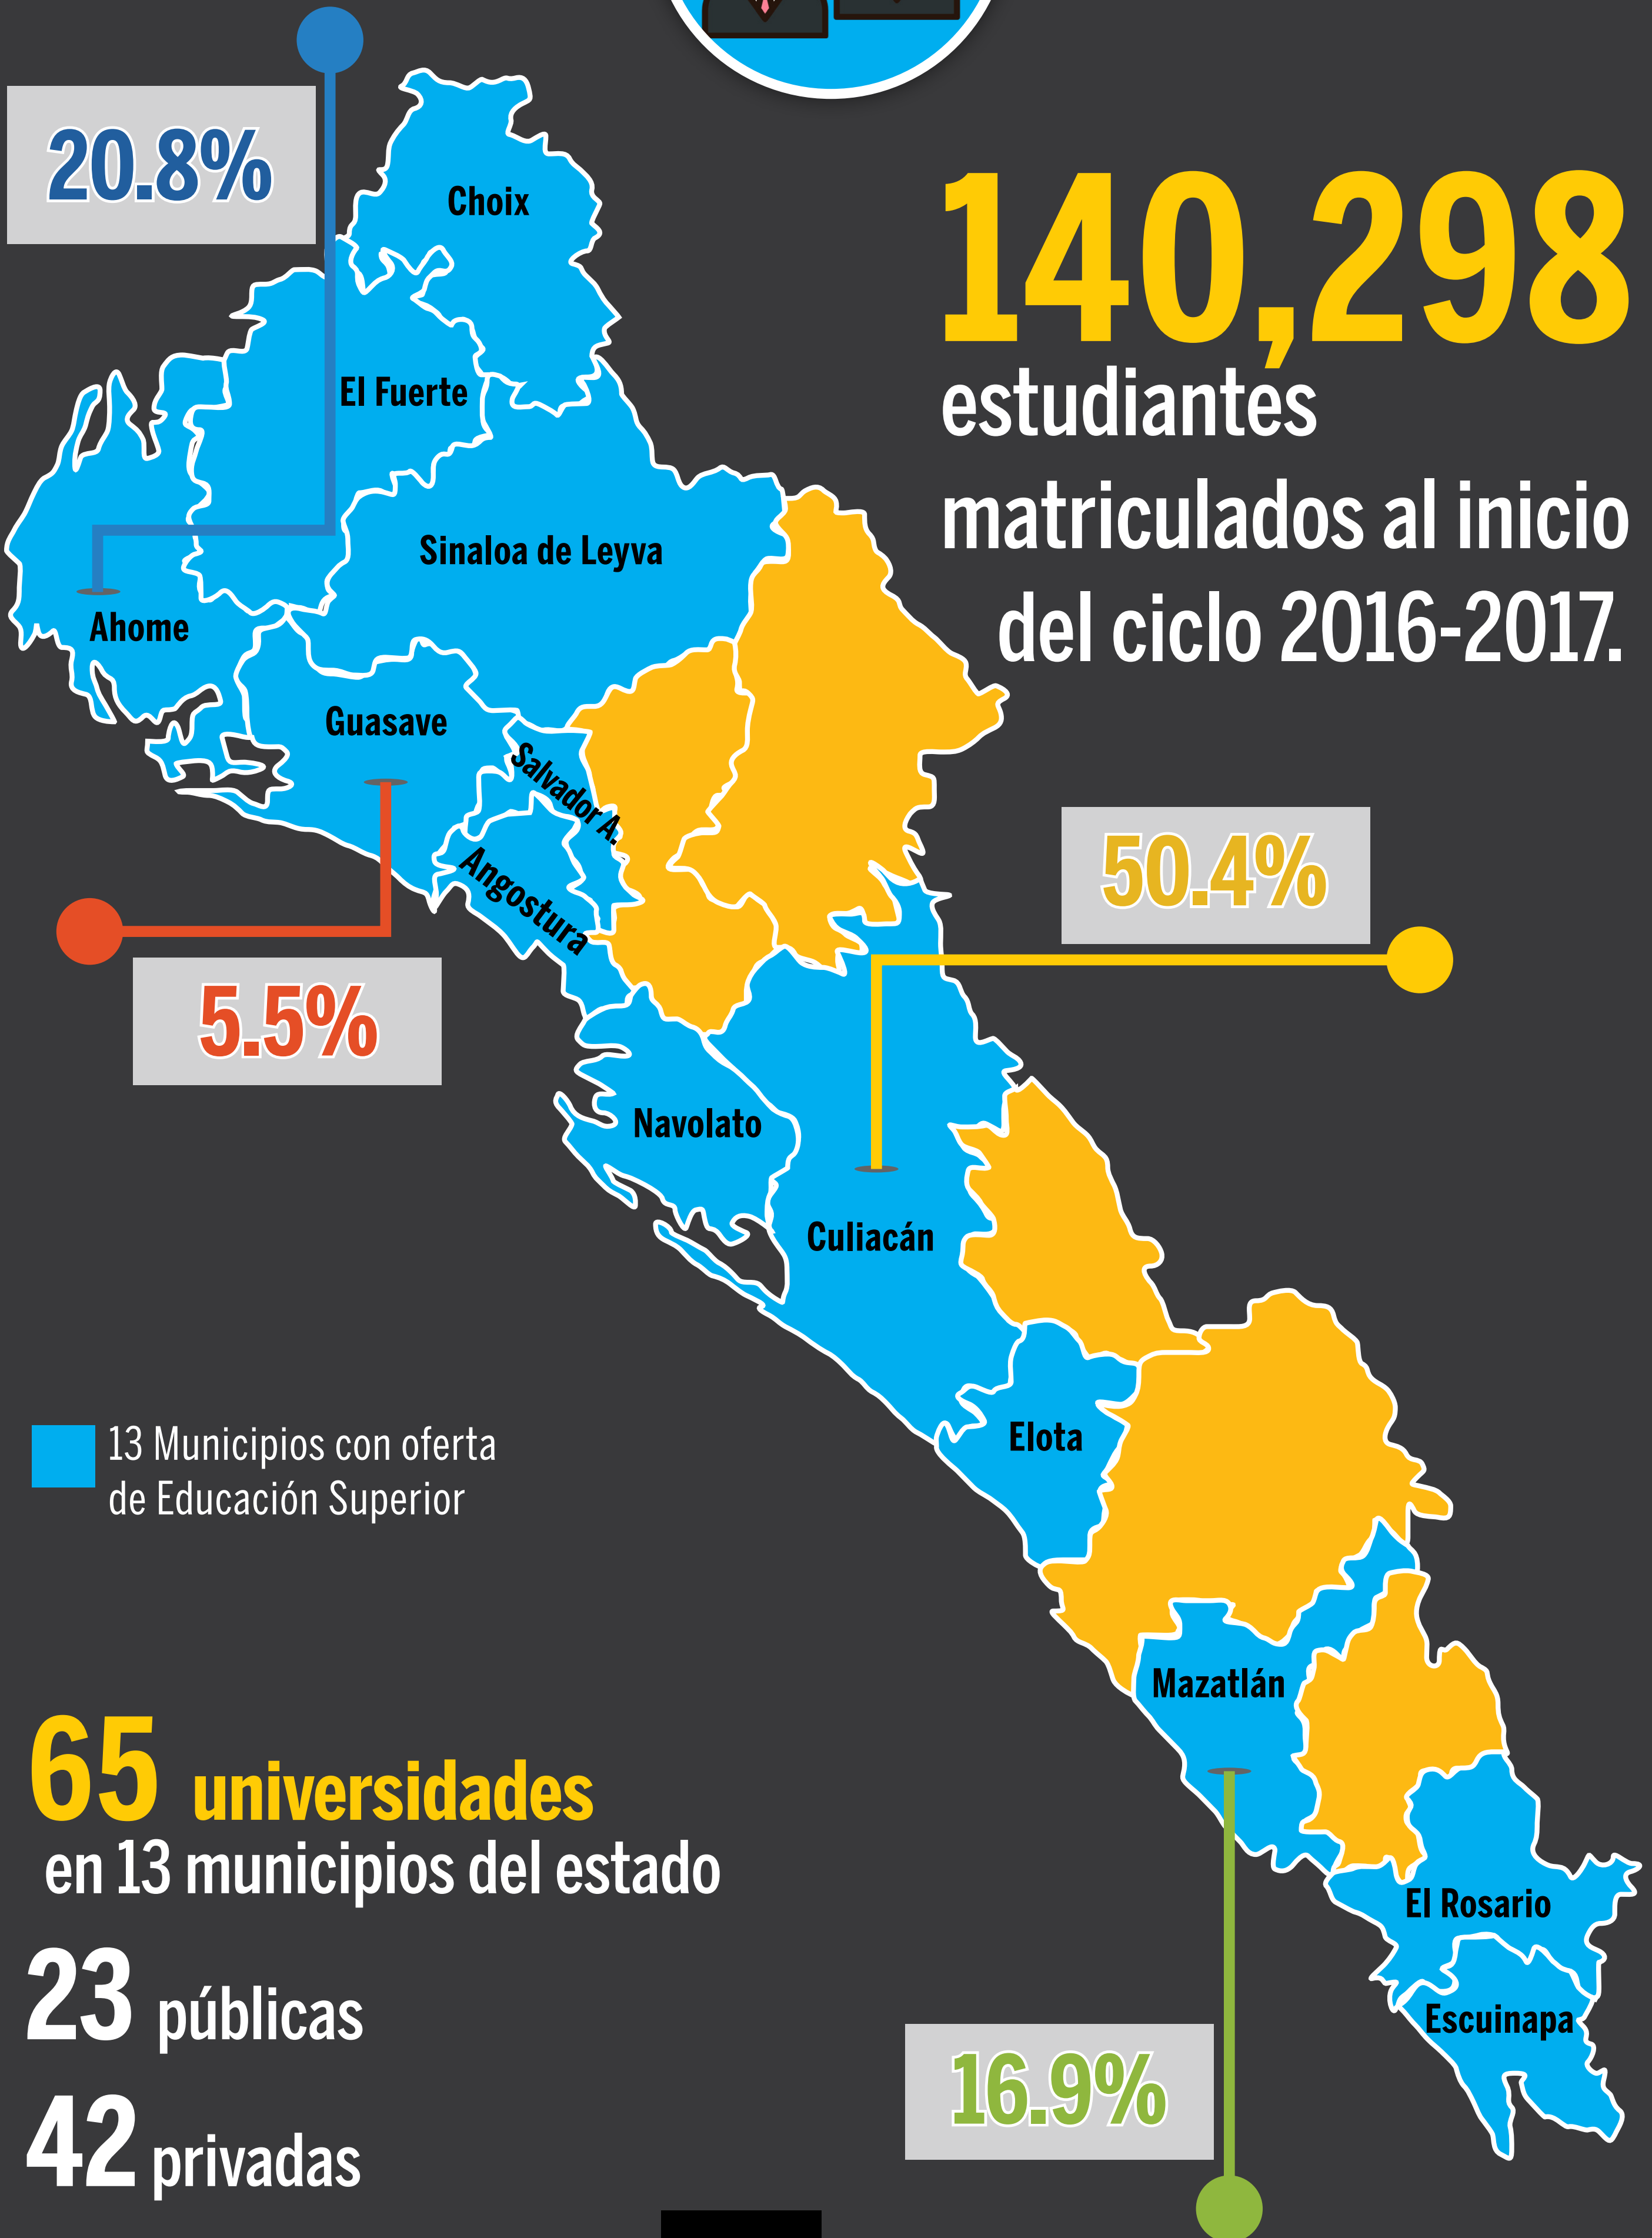 20.8%
Choix
140,298
estudiantes
matriculados al inicio
del ciclo 2016-2017.
El Fuerte
Sinaloa de Leyva
Ahome
Guasave
Salvador A.
Angostura
50.4%
5.5%
Navolato
Culiacán
Elota
13 Municipios con oferta
de Educación Superior
Mazatlán
65 universidades
en 13 municipios del estado
El Rosario
23 públicas
Escuinapa
16.9%
42 privadas